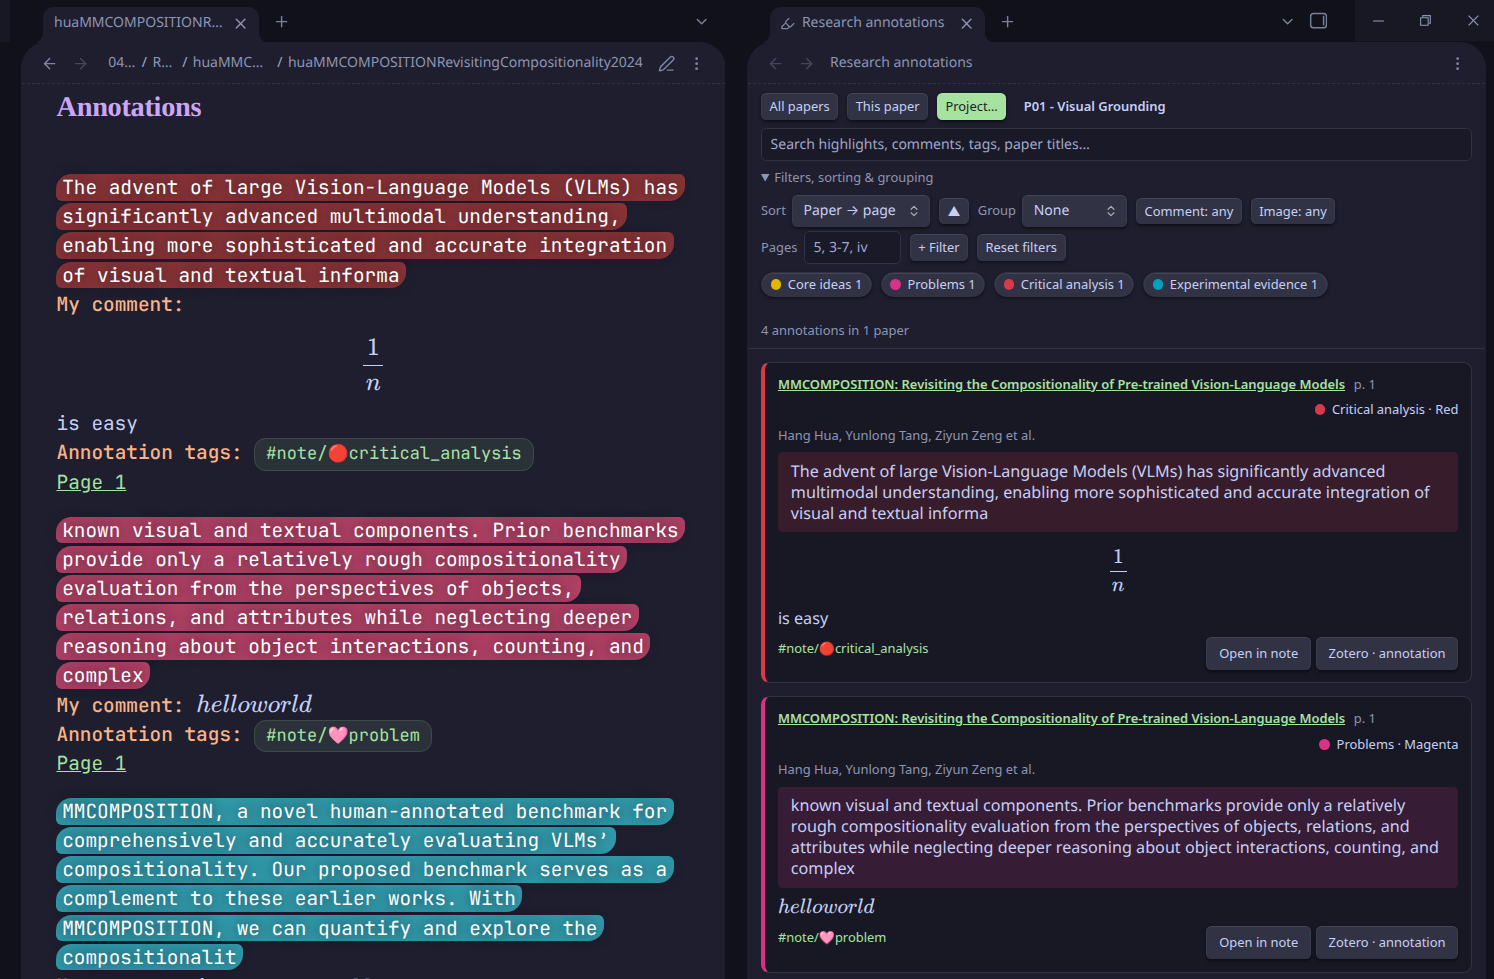 huaMMCOMPOSITIONR...
04... / R... / huaMMC... / huaMMCOMPOSITIONRevisitingCompositionality2024
Annotations
The advent of large Vision-Language Models (VLMs) has
significantly advanced multimodal understanding,
enabling more sophisticated and accurate integration
of visual and textual informa
My comment:
1
n
is easy
Annotation tags: #note/🔴critical_analysis
Page 1
known visual and textual components. Prior benchmarks
provide only a relatively rough compositionality
evaluation from the perspectives of objects,
relations, and attributes while neglecting deeper
reasoning about object interactions, counting, and
complex
My comment: helloworld
Annotation tags: #note/🩷problem
Page 1
MMCOMPOSITION, a novel human-annotated benchmark for
comprehensively and accurately evaluating VLMs’
compositionality. Our proposed benchmark serves as a
complement to these earlier works. With
MMCOMPOSITION, we can quantify and explore the
compositionalit
Research annotations
Research annotations
All papers This paper Project... P01 - Visual Grounding
Search highlights, comments, tags, paper titles...
▼ Filters, sorting & grouping
Sort Paper → page ▲ Group None Comment: any Image: any
Pages 5, 3-7, iv + Filter Reset filters
Core ideas 1 Problems 1 Critical analysis 1 Experimental evidence 1
4 annotations in 1 paper
MMCOMPOSITION: Revisiting the Compositionality of Pre-trained Vision-Language Models p. 1
Critical analysis · Red
Hang Hua, Yunlong Tang, Ziyun Zeng et al.
The advent of large Vision-Language Models (VLMs) has significantly advanced
multimodal understanding, enabling more sophisticated and accurate integration of
visual and textual informa
1
n
is easy
#note/🔴critical_analysis
Open in note Zotero · annotation
MMCOMPOSITION: Revisiting the Compositionality of Pre-trained Vision-Language Models p. 1
Problems · Magenta
Hang Hua, Yunlong Tang, Ziyun Zeng et al.
known visual and textual components. Prior benchmarks provide only a relatively
rough compositionality evaluation from the perspectives of objects, relations, and
attributes while neglecting deeper reasoning about object interactions, counting, and
complex
helloworld
#note/🩷problem
Open in note Zotero · annotation